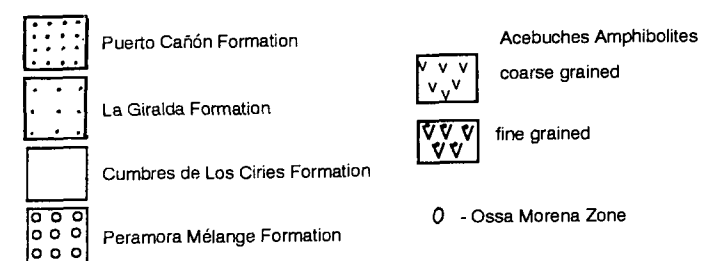 Puerto Cañón Formation
La Giralda Formation
Cumbres de Los Ciries Formation
Peramora Mélange Formation
Acebuches Amphibolites
coarse grained
fine grained
O - Ossa Morena Zone